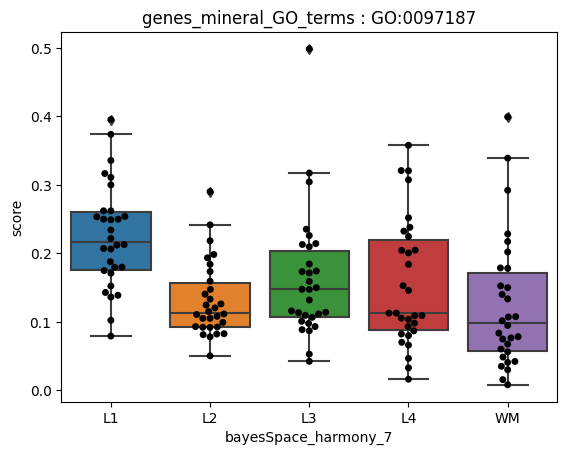 genes_mineral_GO_terms : GO:0097187
0.5
0.4
0.3
0.2
0.1
0.0
score
L1 L2 L3 L4 WM
bayesSpace_harmony_7